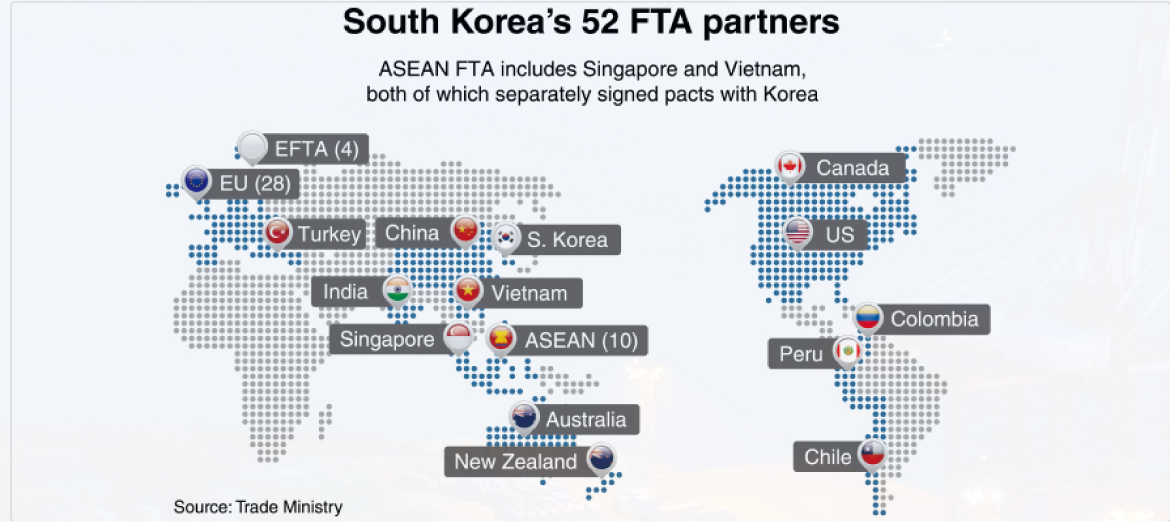 South Korea's 52 FTA partners
ASEAN FTA includes Singapore and Vietnam,
both of which separately signed pacts with Korea
EFTA (4)
EU (28)
Turkey
China
S. Korea
India
Vietnam
Singapore
ASEAN (10)
Australia
New Zealand
Canada
US
Colombia
Peru
Chile
Source: Trade Ministry